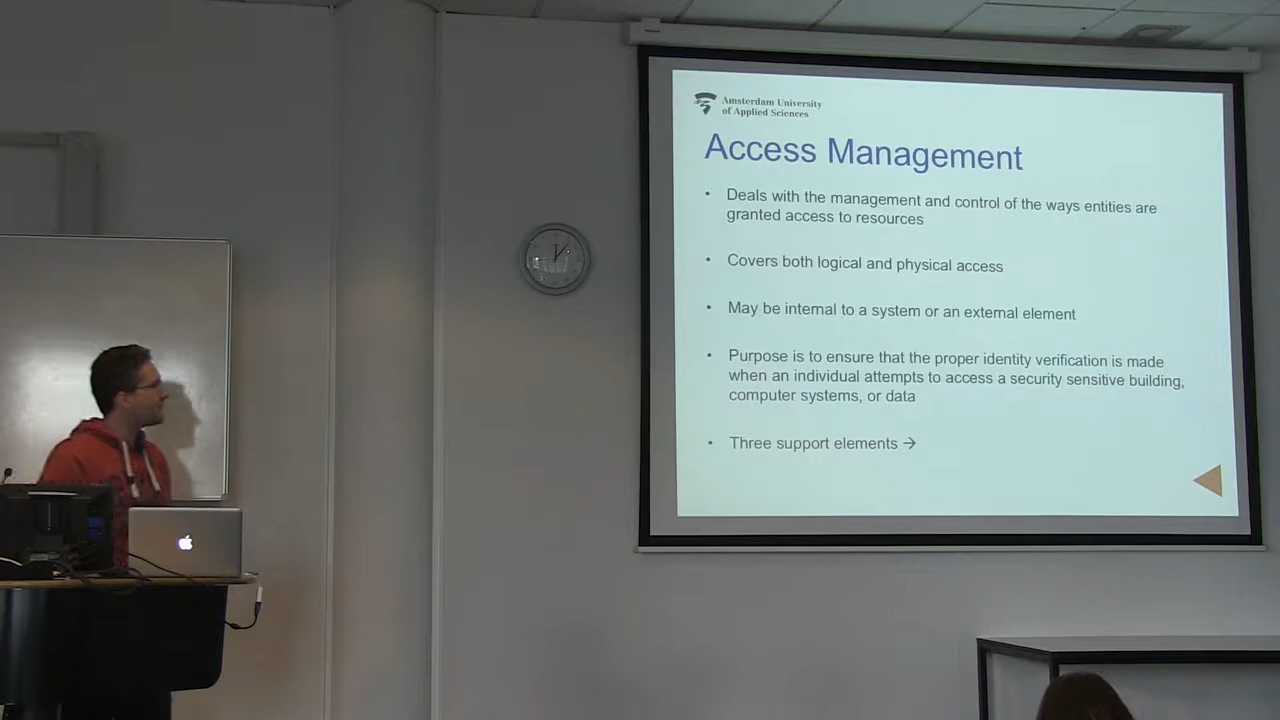 Amsterdam University
of Applied Sciences
Access Management
• Deals with the management and control of the ways entities are
granted access to resources
• Covers both logical and physical access
• May be internal to a system or an external element
• Purpose is to ensure that the proper identity verification is made
when an individual attempts to access a security sensitive building,
computer systems, or data
• Three support elements →